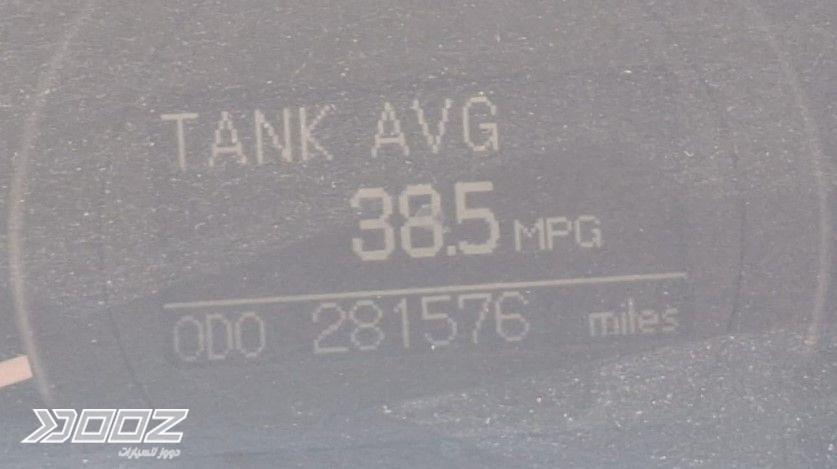 TANK AVG
38.5 MPG
ODO 281576 miles
DOOZ
دووز للسيارات